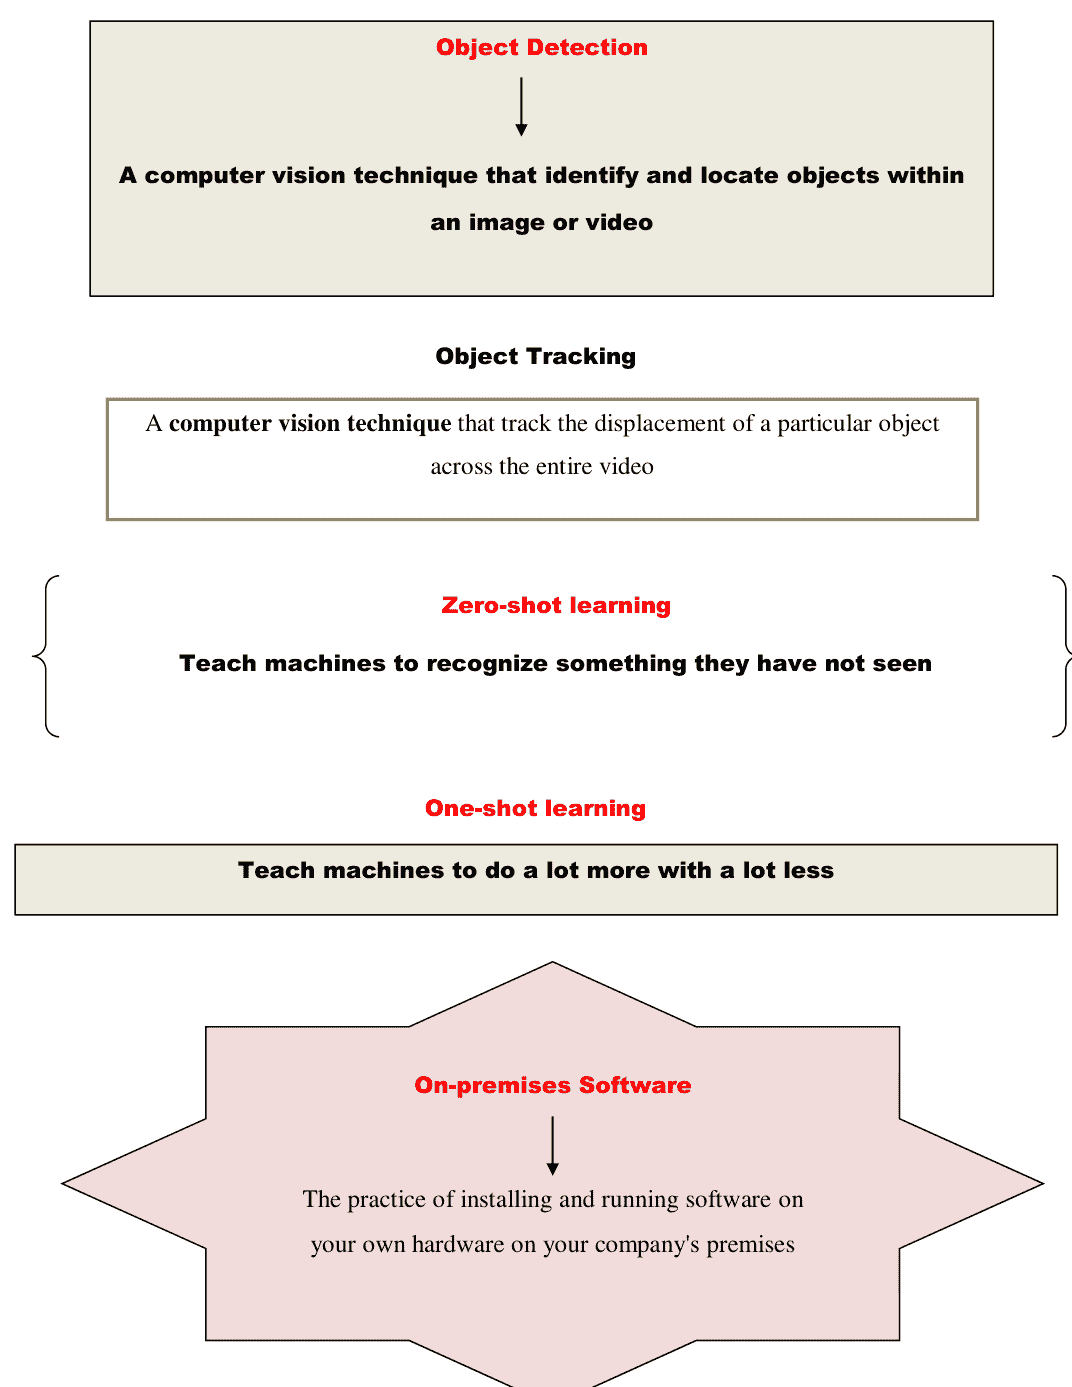 Object Detection
A computer vision technique that identify and locate objects within
an image or video
Object Tracking
A computer vision technique that track the displacement of a particular object
across the entire video
Zero-shot learning
Teach machines to recognize something they have not seen
One-shot learning
Teach machines to do a lot more with a lot less
On-premises Software
The practice of installing and running software on
your own hardware on your company's premises